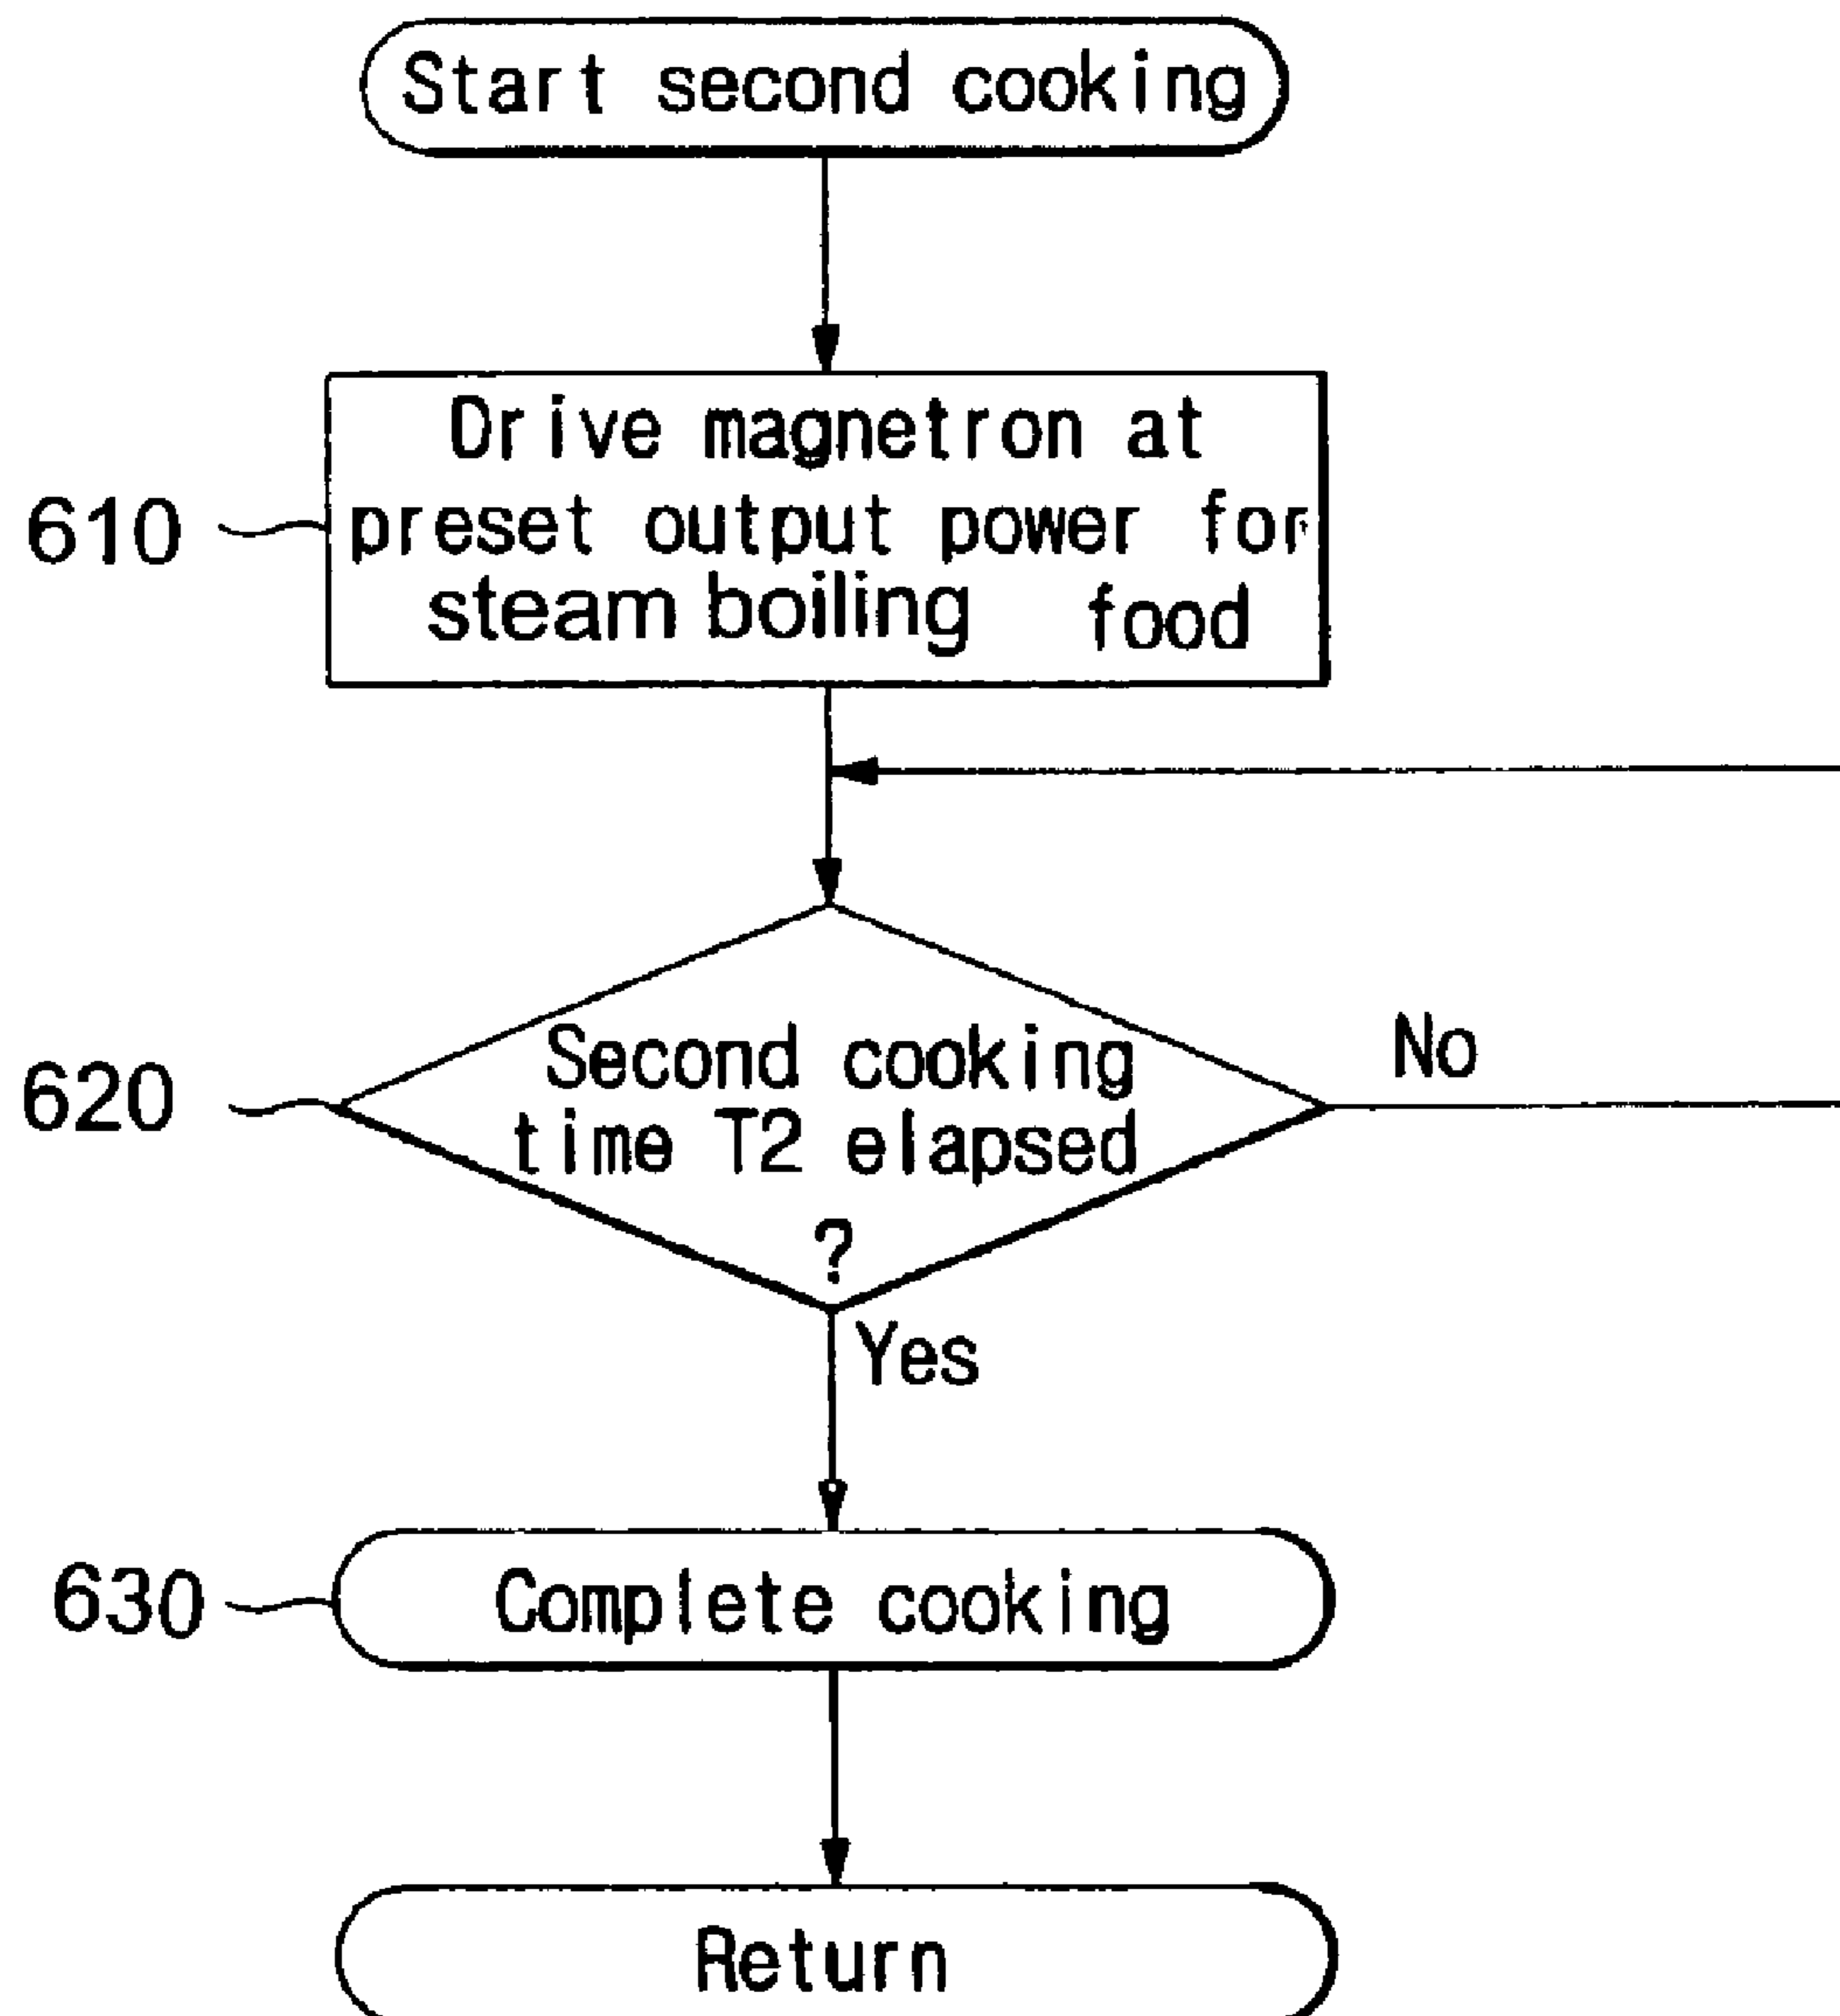 Start second cooking
Drive magnetron at
610
preset output power for
steam boiling food
No
Second cooking
620
time T2 elapsed
?
Yes
630
Complete cooking
Return